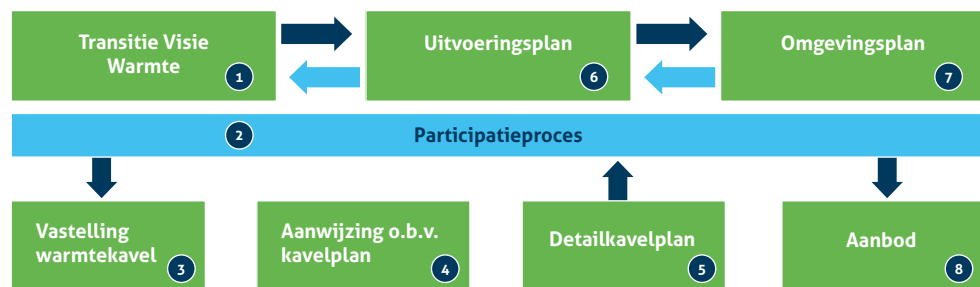 Transitie Visie
Warmte
1
Uitvoeringsplan
6
Omgevingsplan
7
2
Participatieproces
Vastelling
warmtekavel
3
Aanwijzing o.b.v.
kavelplan
4
Detailkavelplan
5
Aanbod
8